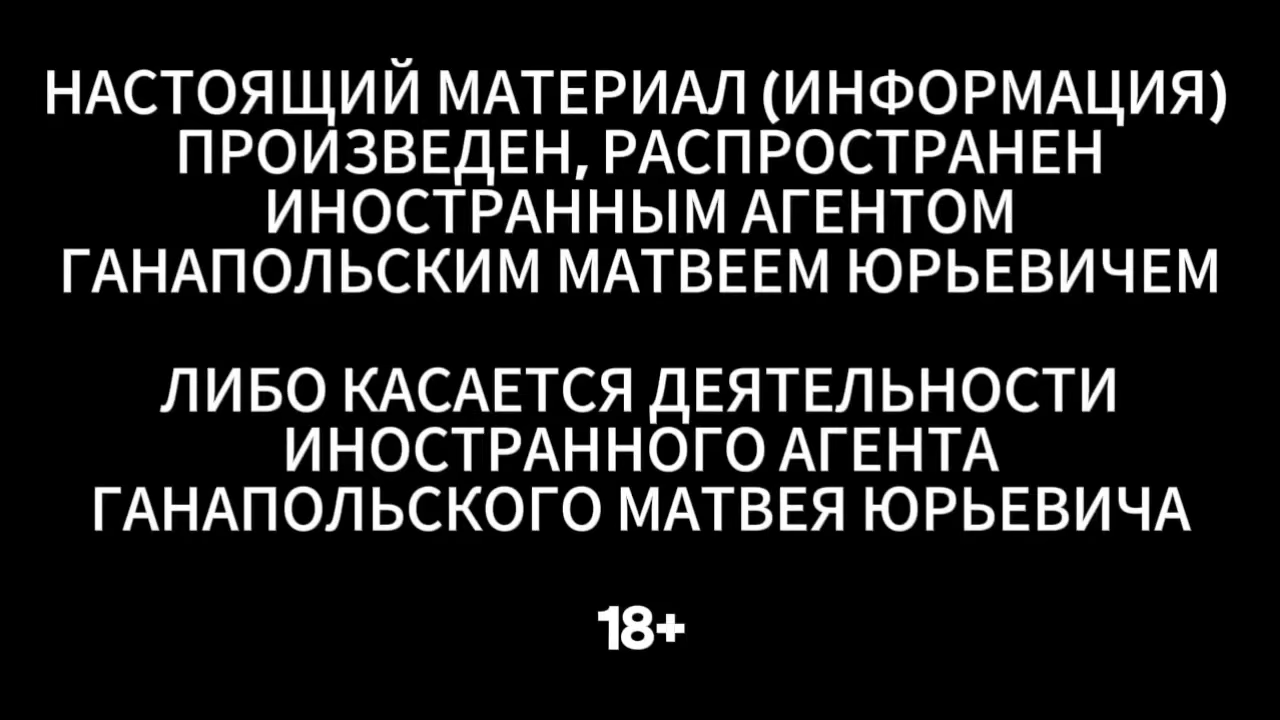 НАСТОЯЩИЙ МАТЕРИАЛ (ИНФОРМАЦИЯ)
ПРОИЗВЕДЕН, РАСПРОСТРАНЕН
ИНОСТРАННЫМ АГЕНТОМ
ГАНАПОЛЬСКИМ МАТВЕЕМ ЮРЬЕВИЧЕМ
ЛИБО КАСАЕТСЯ ДЕЯТЕЛЬНОСТИ
ИНОСТРАННОГО АГЕНТА
ГАНАПОЛЬСКОГО МАТВЕЯ ЮРЬЕВИЧА
18+